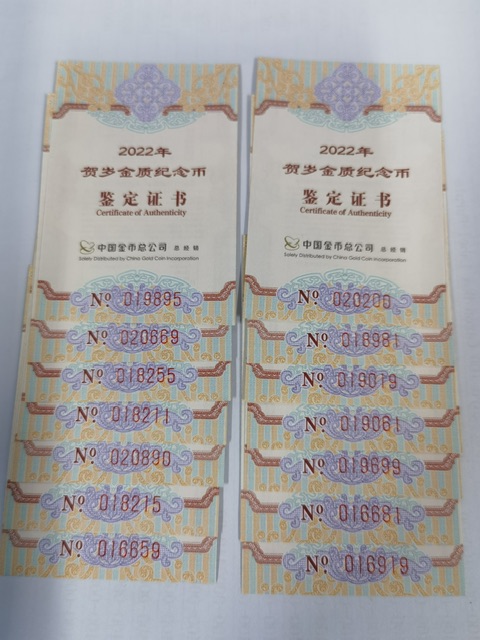 2022年
贺岁金质纪念币
鉴定证书
Certificate of Authenticity
中国金币总公司 总经销
Solely Distributed by China Gold Coin Incorporation
Nº 019895
Nº 020669
Nº 018255
Nº 018211
Nº 020890
Nº 018215
Nº 016659
2022年
贺岁金质纪念币
鉴定证书
Certificate of Authenticity
中国金币总公司 总经销
Solely Distributed by China Gold Coin Incorporation
Nº 020206
Nº 016981
Nº 019019
Nº 019061
Nº 019699
Nº 016681
Nº 016919